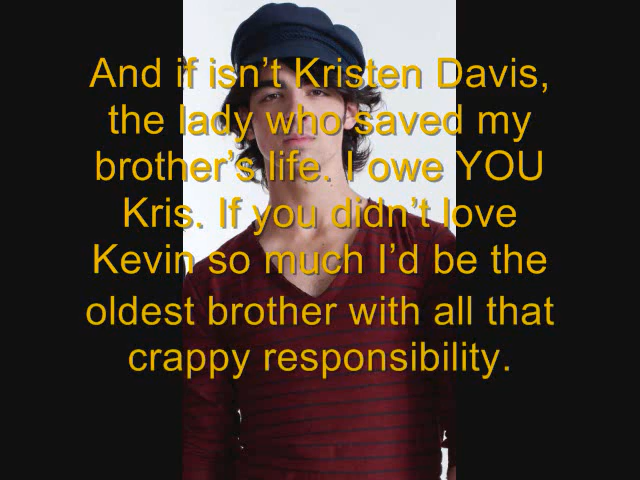 And if isn’t Kristen Davis,
the lady who saved my
brother’s life. I owe YOU
Kris. If you didn’t love
Kevin so much I’d be the
oldest brother with all that
crappy responsibility.